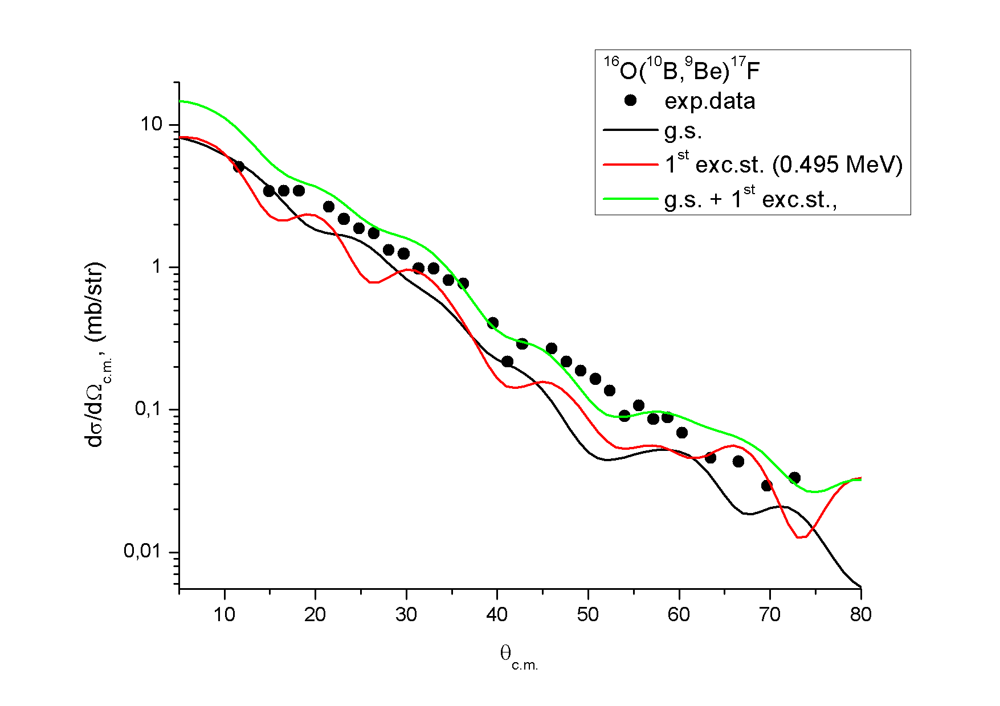 ¹⁶O(¹⁰B,⁹Be)¹⁷F
exp.data
g.s.
1ˢᵗ exc.st. (0.495 MeV)
g.s. + 1ˢᵗ exc.st.,
10
1
0,1
0,01
dσ/dΩc.m., (mb/str)
10 20 30 40 50 60 70 80
θc.m.